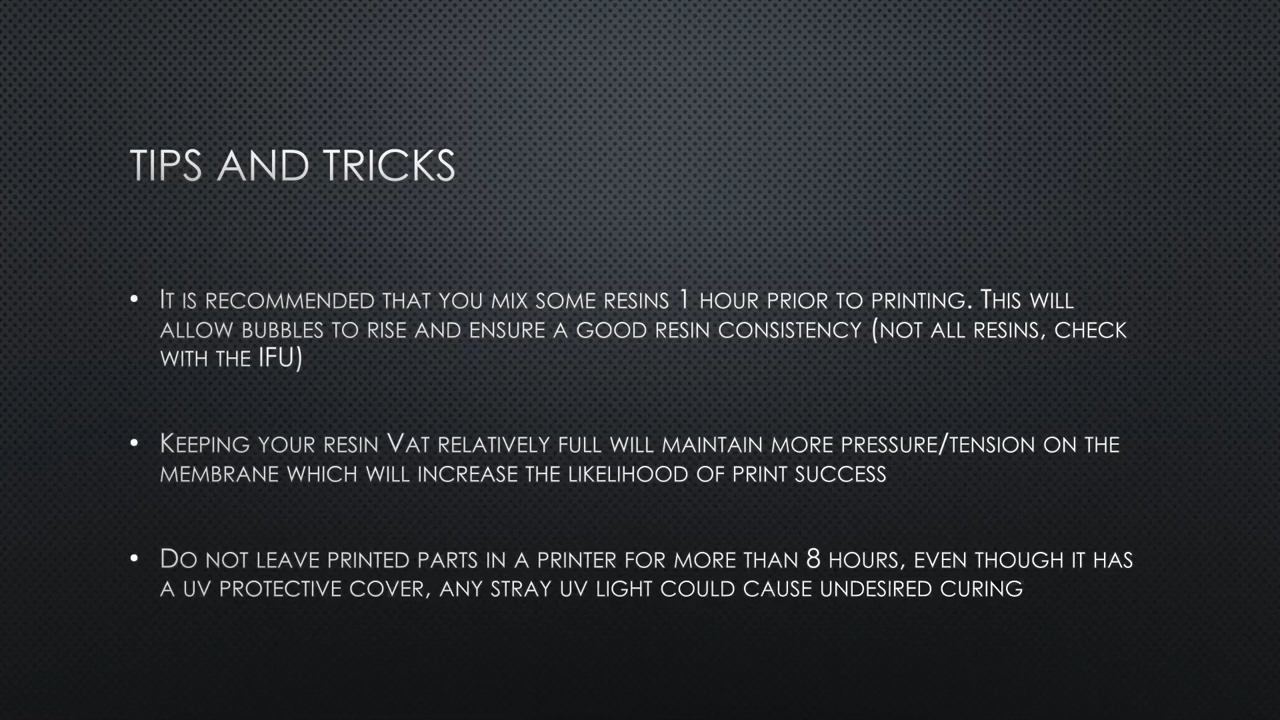 TIPS AND TRICKS
• IT IS RECOMMENDED THAT YOU MIX SOME RESINS 1 HOUR PRIOR TO PRINTING. THIS WILL
ALLOW BUBBLES TO RISE AND ENSURE A GOOD RESIN CONSISTENCY (NOT ALL RESINS, CHECK
WITH THE IFU)
• KEEPING YOUR RESIN VAT RELATIVELY FULL WILL MAINTAIN MORE PRESSURE/TENSION ON THE
MEMBRANE WHICH WILL INCREASE THE LIKELIHOOD OF PRINT SUCCESS
• DO NOT LEAVE PRINTED PARTS IN A PRINTER FOR MORE THAN 8 HOURS, EVEN THOUGH IT HAS
A UV PROTECTIVE COVER, ANY STRAY UV LIGHT COULD CAUSE UNDESIRED CURING